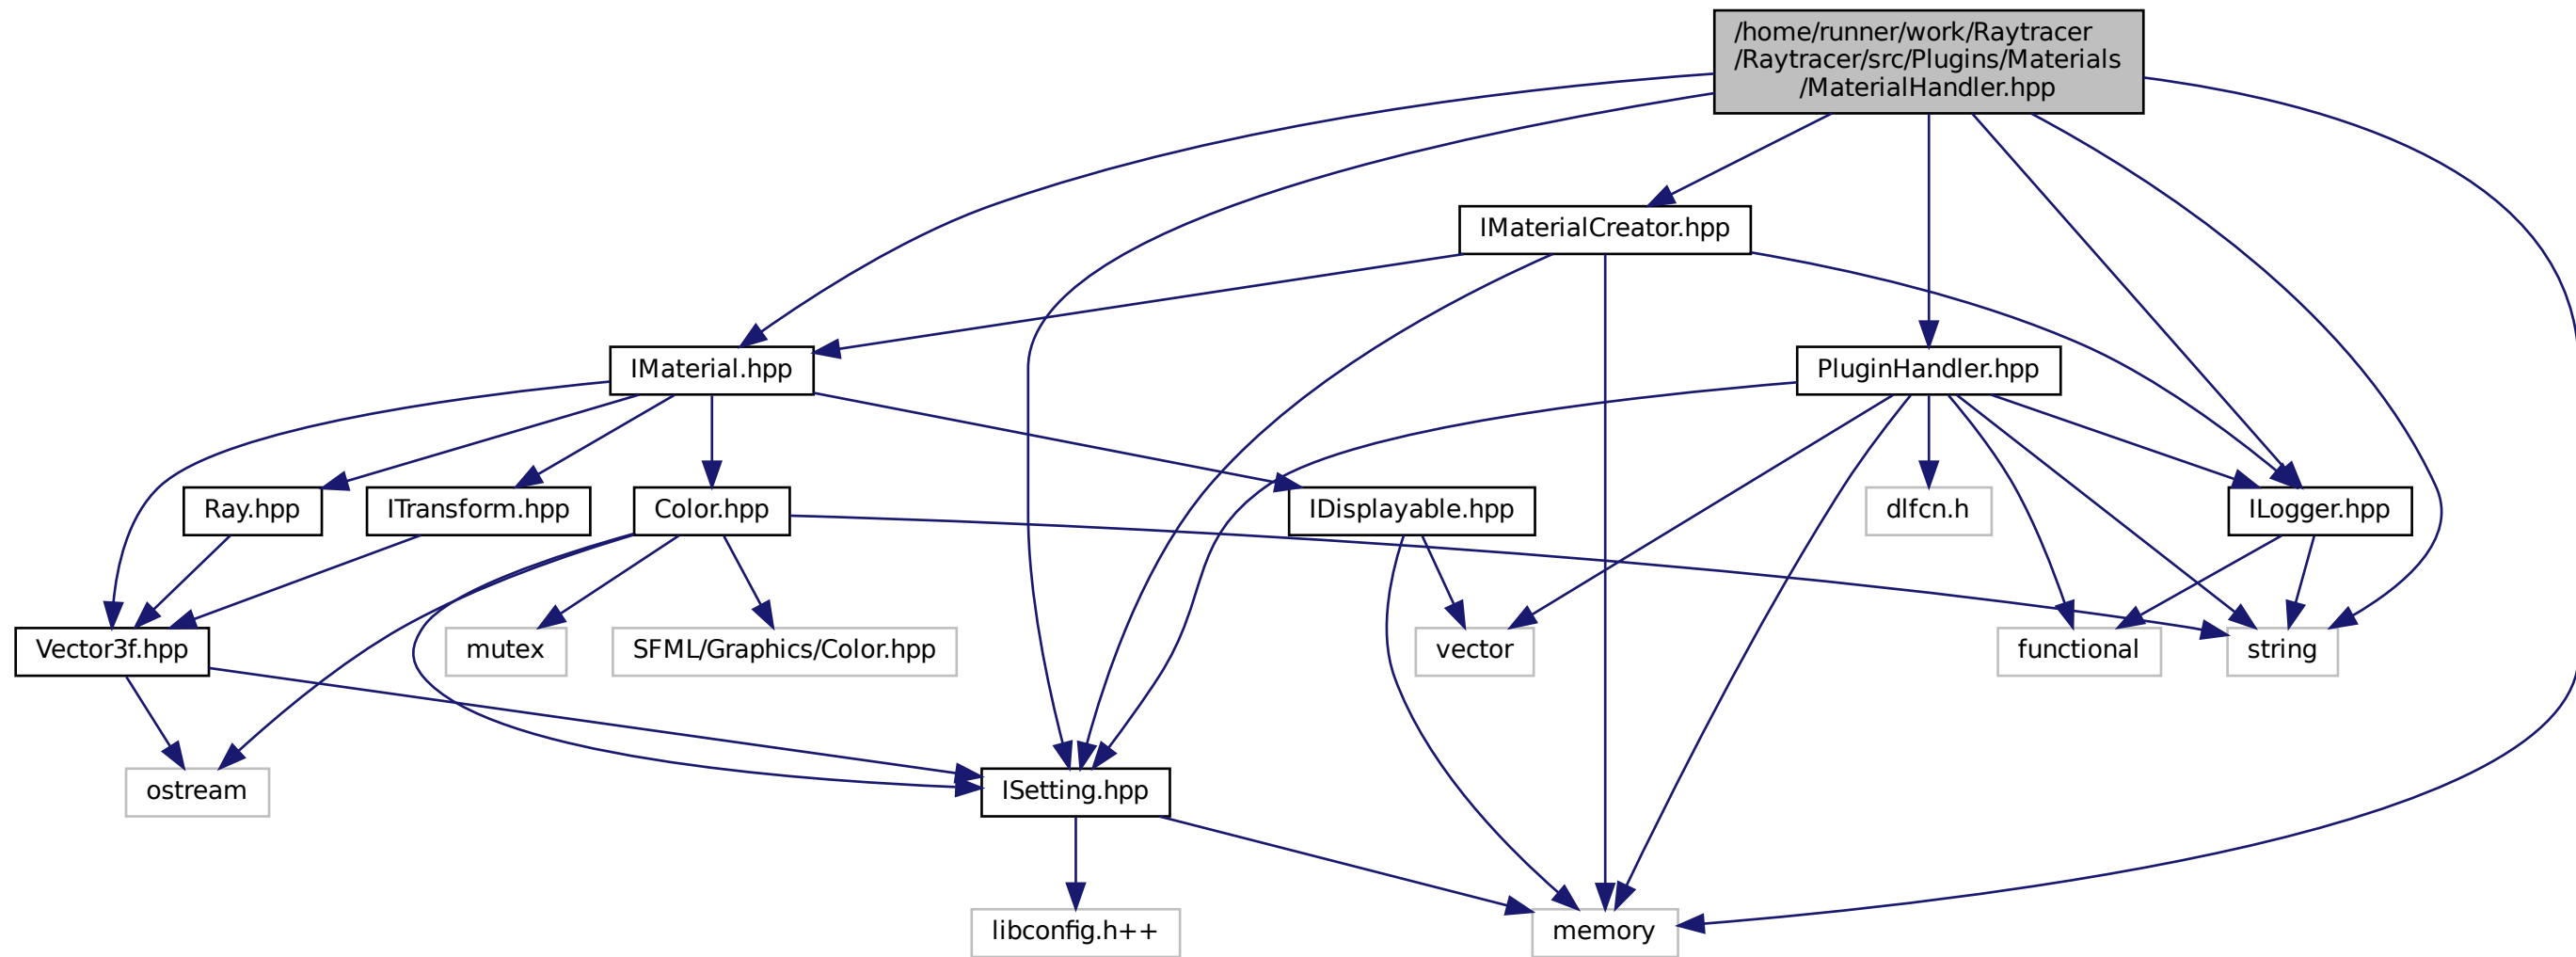 /home/runner/work/Raytracer
/Raytracer/src/Plugins/Materials
/MaterialHandler.hpp
IMaterialCreator.hpp
IMaterial.hpp
PluginHandler.hpp
Ray.hpp
ITransform.hpp
Color.hpp
IDisplayable.hpp
dlfcn.h
ILogger.hpp
Vector3f.hpp
mutex
SFML/Graphics/Color.hpp
vector
functional
string
ostream
ISetting.hpp
libconfig.h++
memory